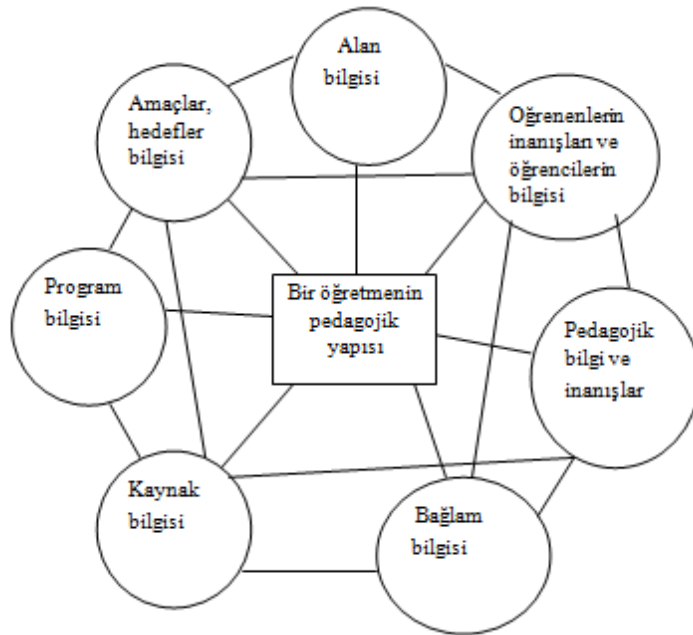 Alan
bilgisi
Amaçlar,
hedefler
bilgisi
Oğrenenlerin
inanışları ve
öğrencilerin
bilgisi
Program
bilgisi
Bir öğretmenin
pedagojik
yapısı
Pedagojik
bilgi ve
inanışlar
Kaynak
bilgisi
Bağlam
bilgisi